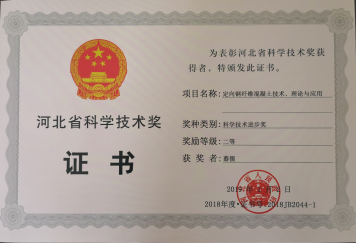 为表彰河北省科学技术奖获
得者，特颁发此证书。
河北省科学技术奖
证书
项目名称：定向钢纤维混凝土技术、理论与应用
奖种类别：科学技术进步奖
奖励等级：二等
获奖者：慕儒
2018年度·证书号：2018JB2044-1